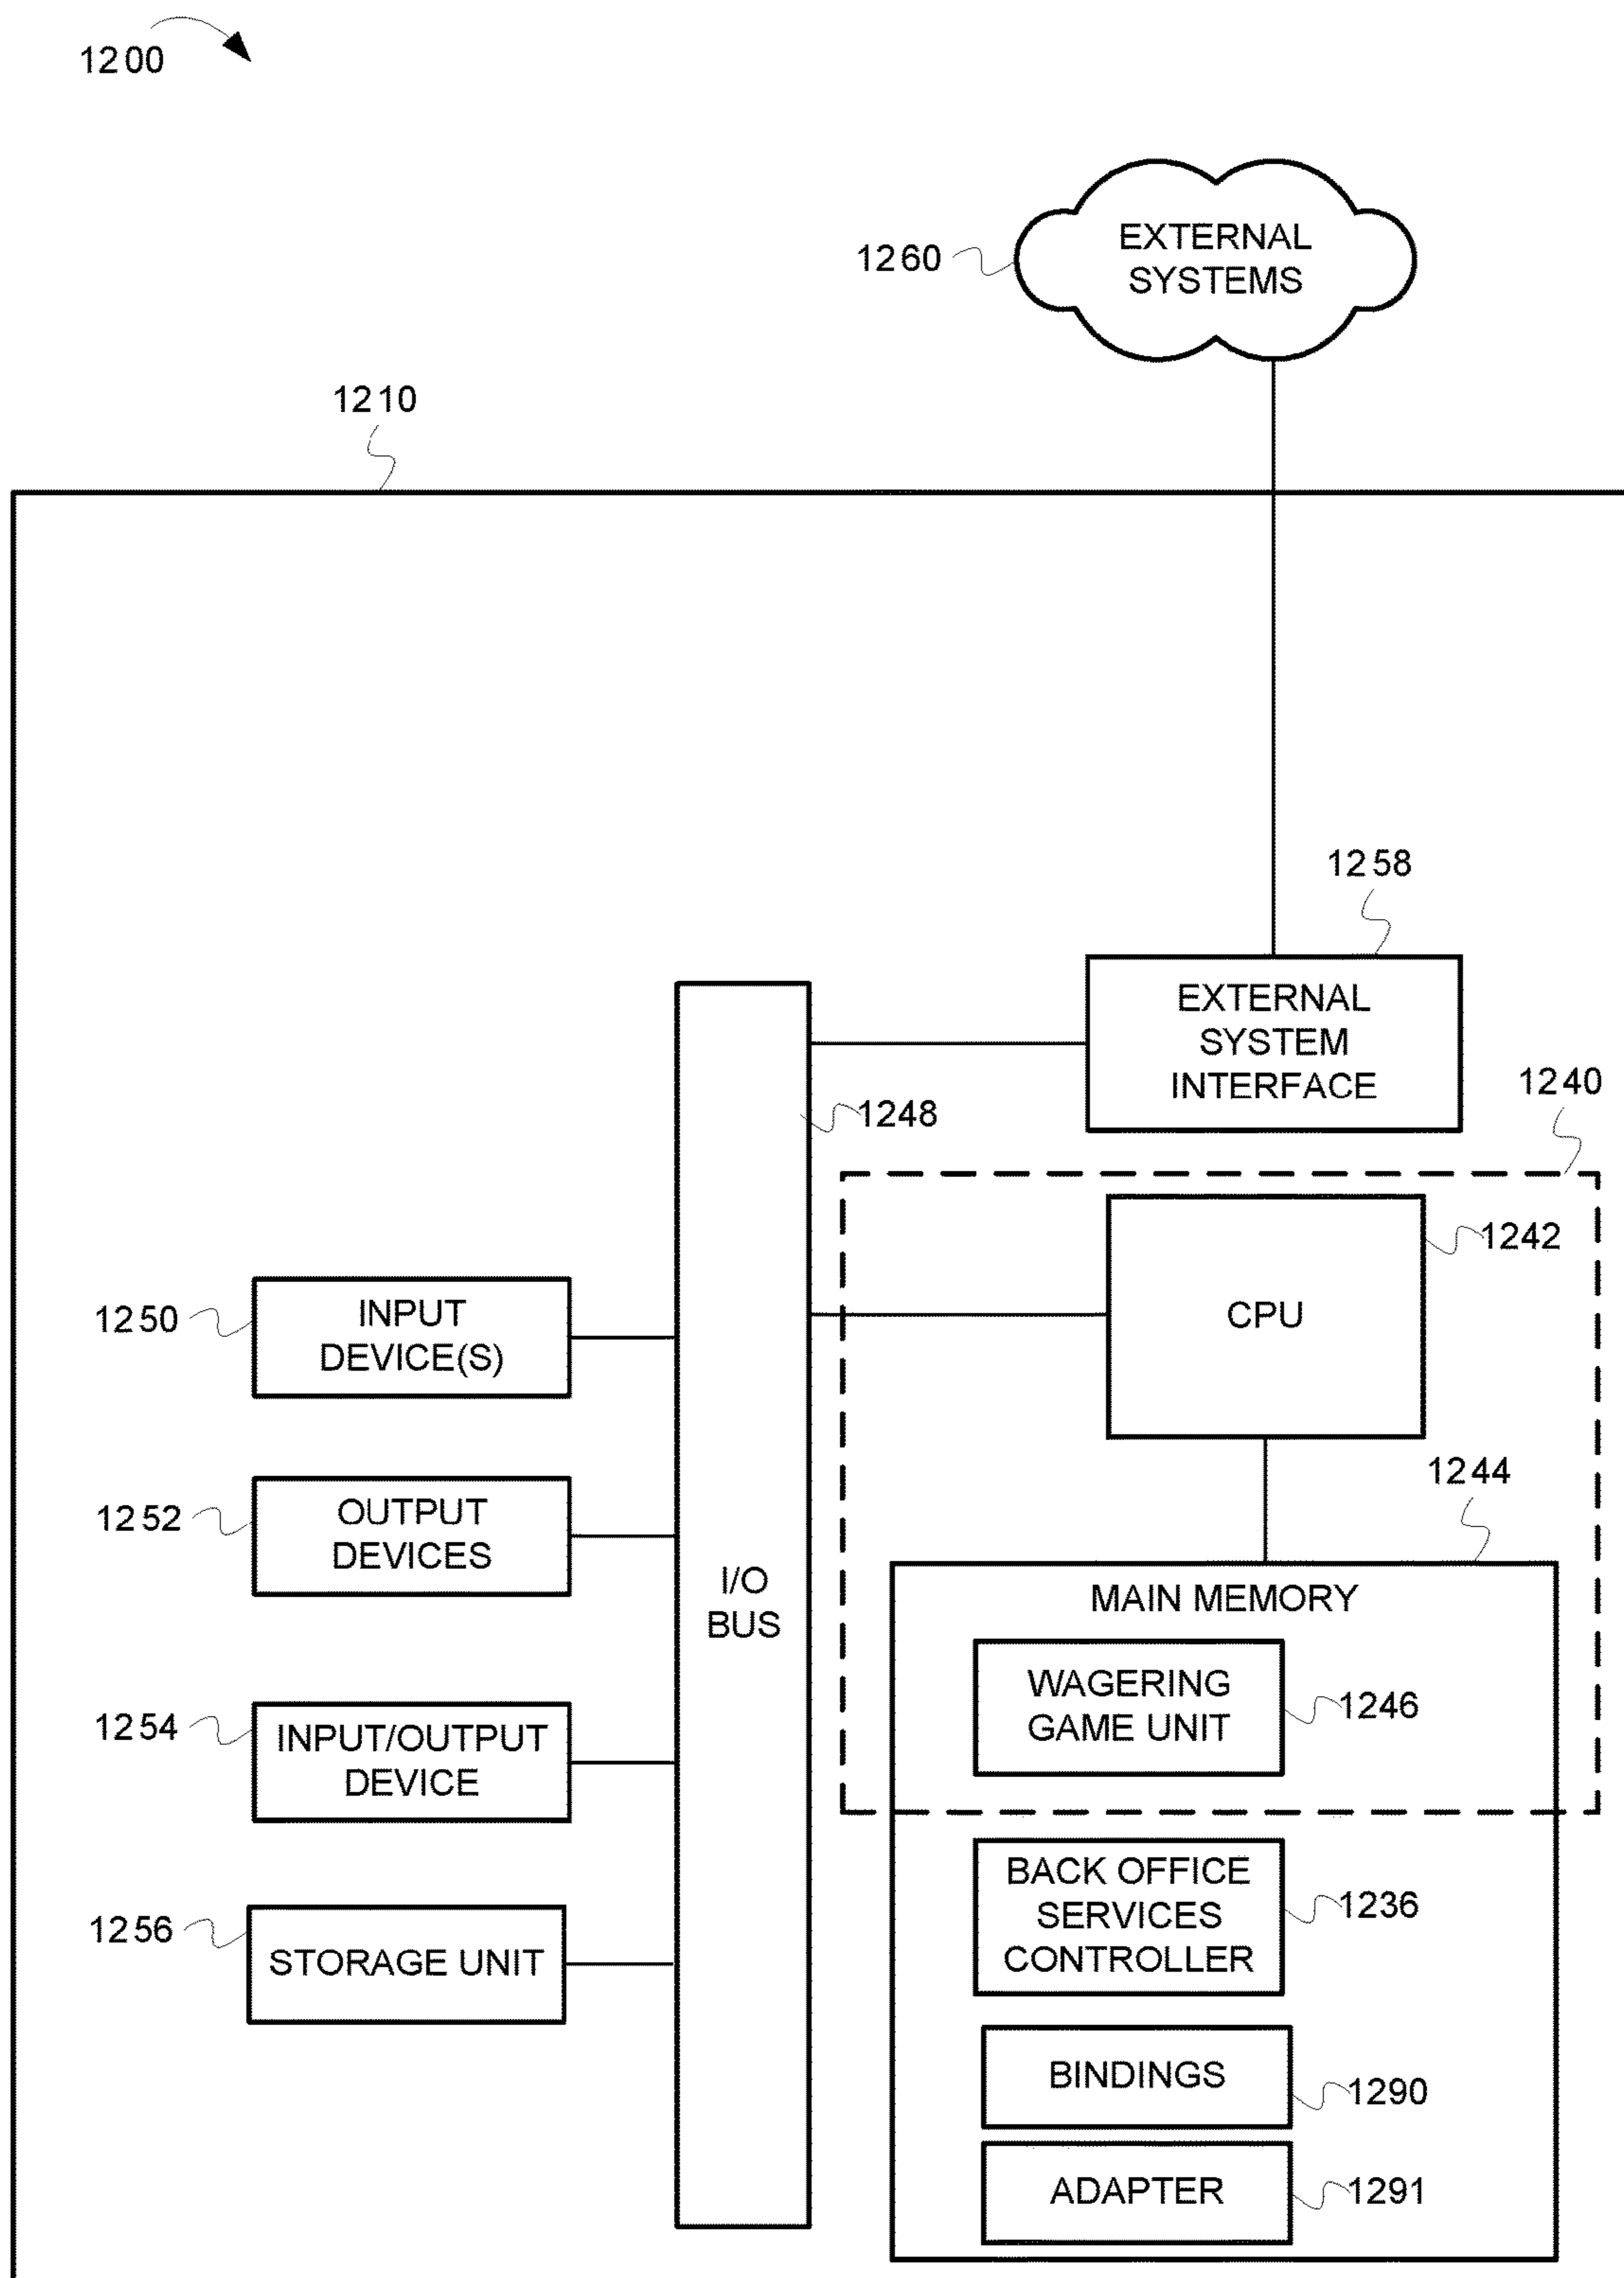 1200
EXTERNAL
SYSTEMS
1260
1210
1258
EXTERNAL
SYSTEM
INTERFACE
1240
1248
CPU
1242
1250
INPUT
DEVICE(S)
1244
1252
OUTPUT
DEVICES
I/O
BUS
MAIN MEMORY
WAGERING
GAME UNIT
1246
1254
INPUT/OUTPUT
DEVICE
BACK OFFICE
SERVICES
CONTROLLER
1236
1256
STORAGE UNIT
BINDINGS
1290
ADAPTER
1291